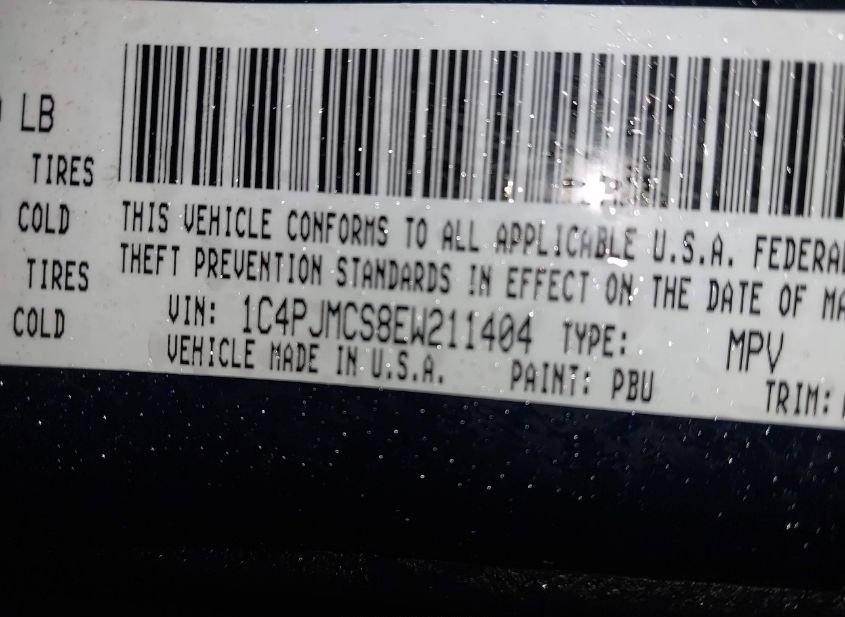 LB
TIRES
COLD
TIRES
COLD
THIS VEHICLE CONFORMS TO ALL APPLICABLE U.S.A. FEDERAL
THEFT PREVENTION STANDARDS IN EFFECT ON THE DATE OF MA
VIN: 1C4PJMCS8EW211404 TYPE: MPV
VEHICLE MADE IN U.S.A. PAINT: PBU TRIM: